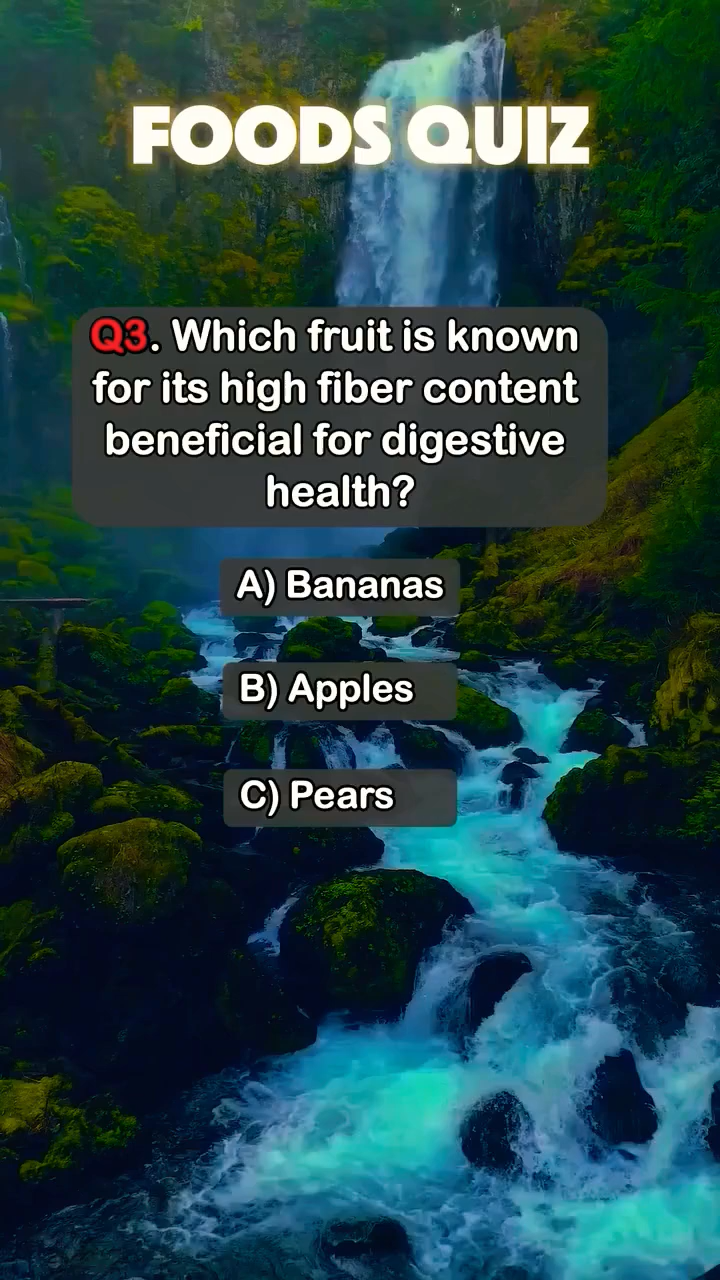 FOODS QUIZ
Q3. Which fruit is known
for its high fiber content
beneficial for digestive
health?
A) Bananas
B) Apples
C) Pears